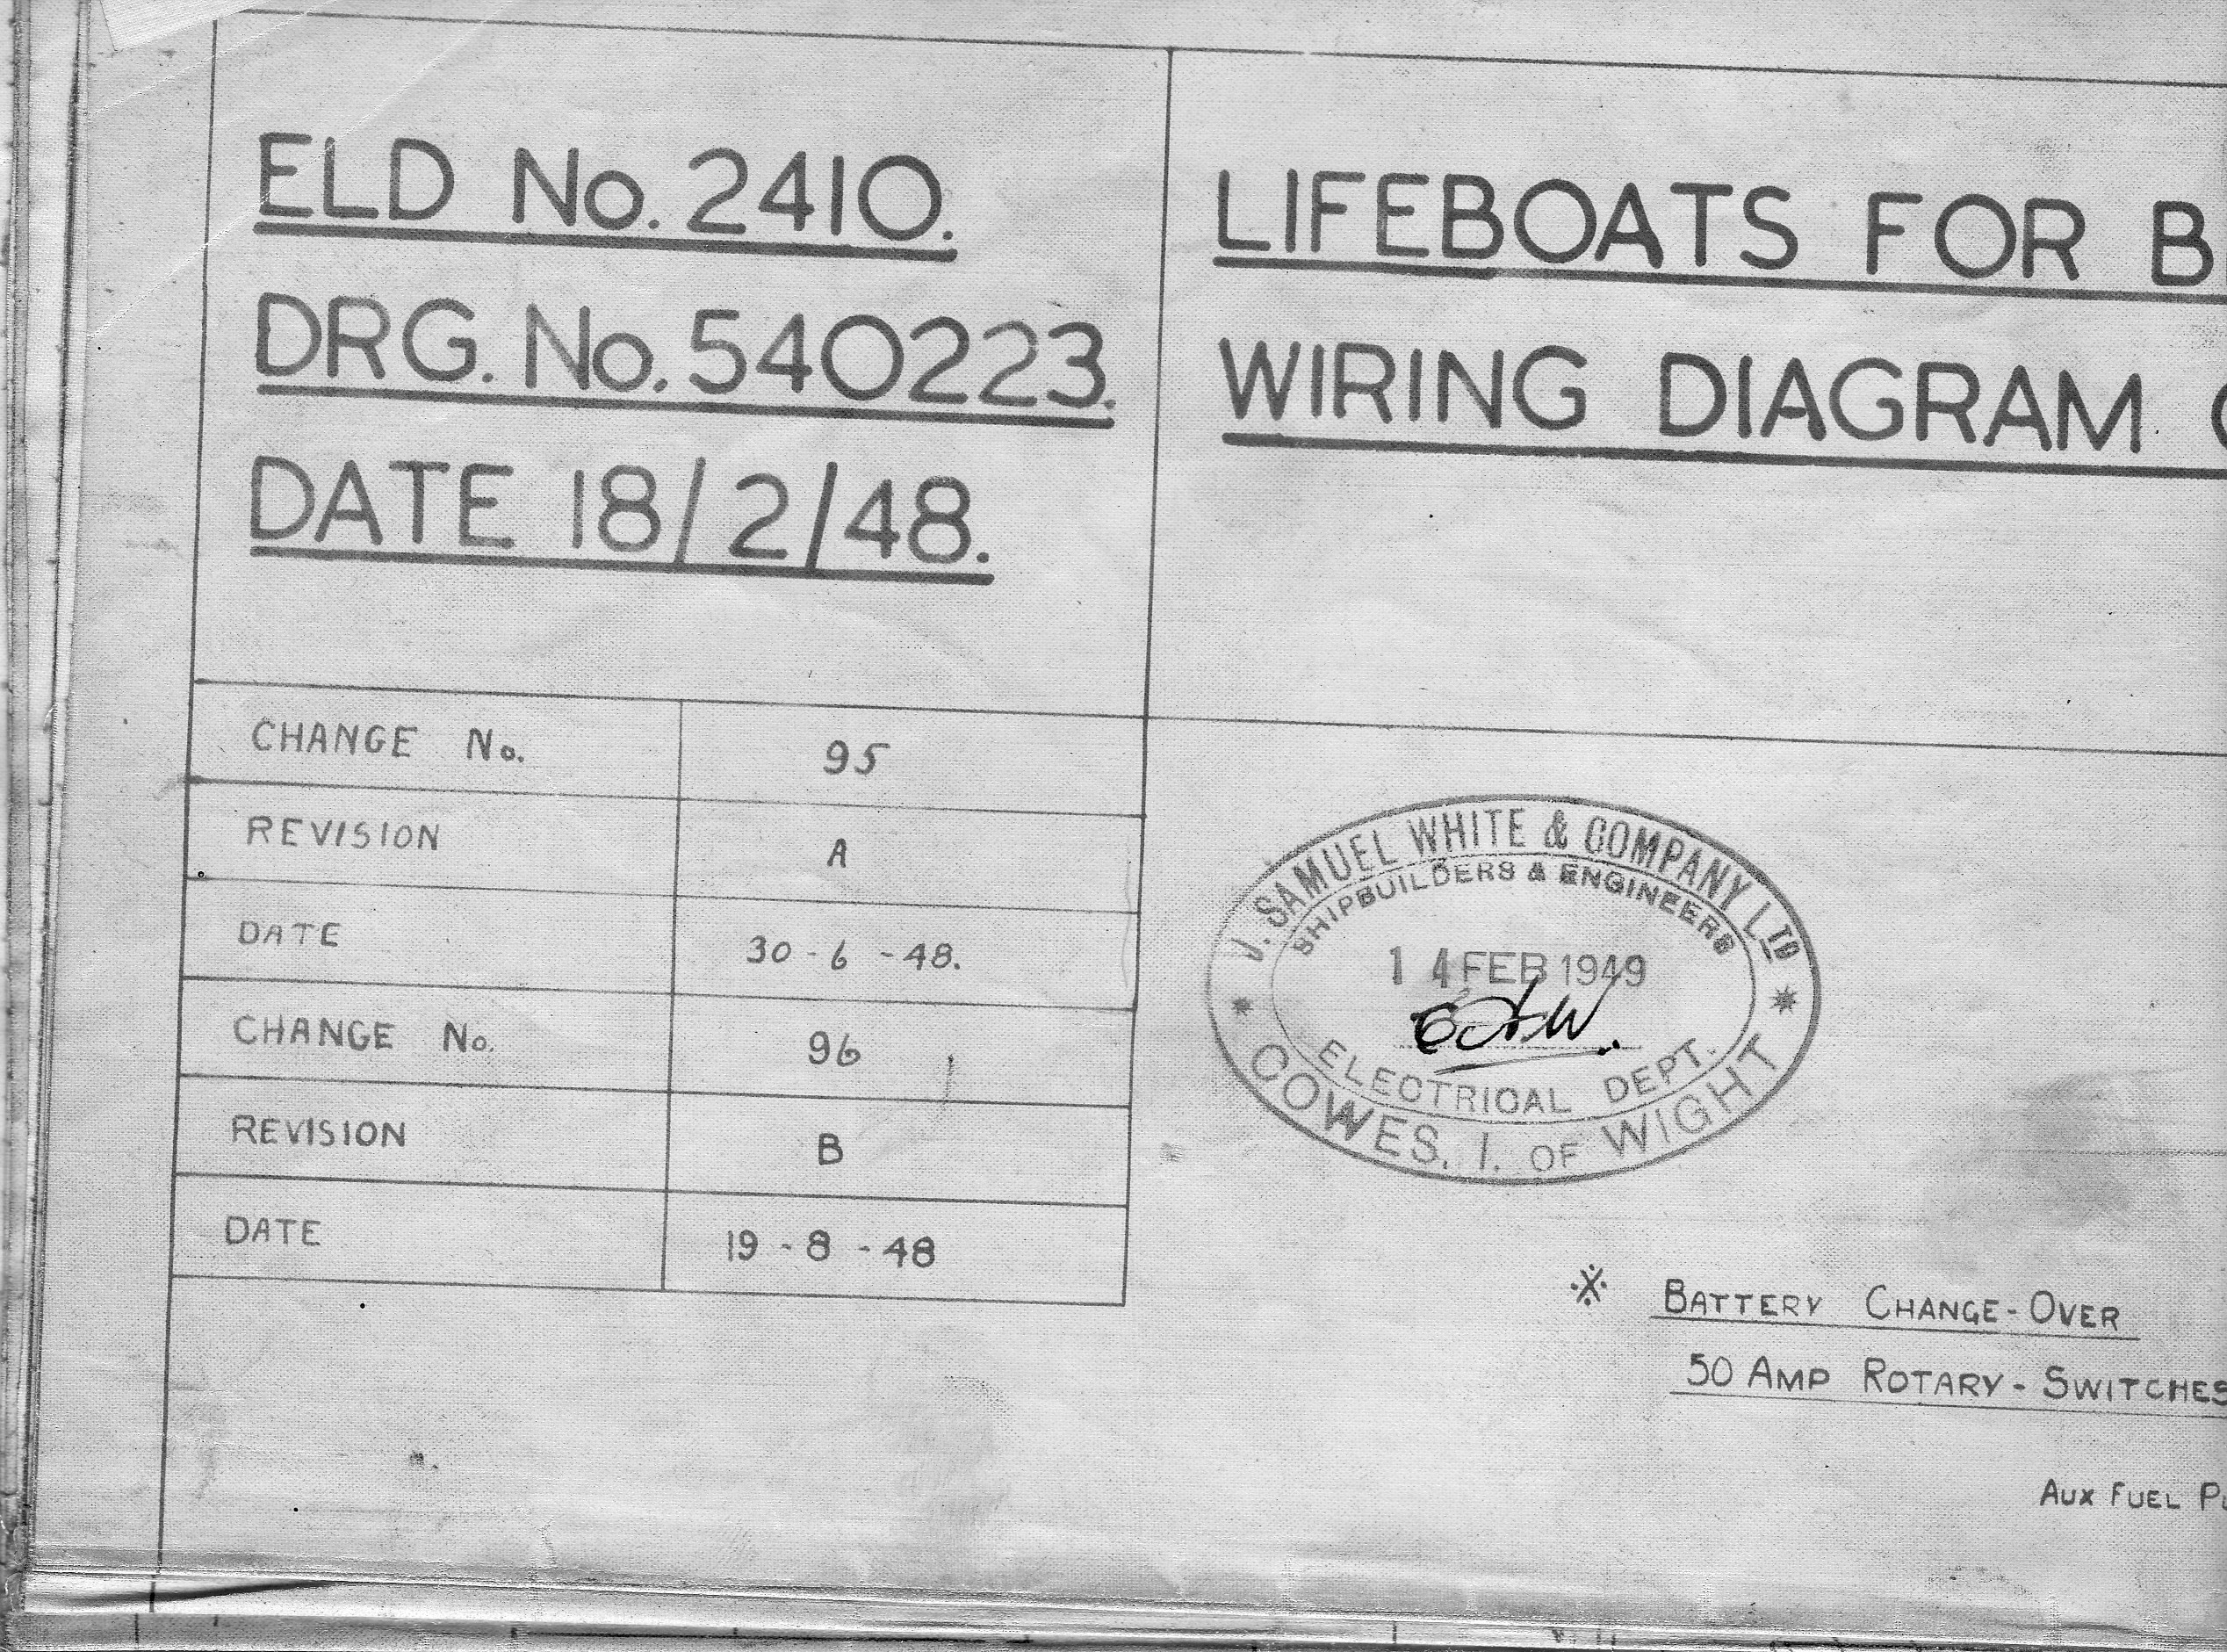 ELD No. 2410.
DRG. No. 540223.
DATE 18/2/48.
LIFEBOATS FOR B
WIRING DIAGRAM
CHANGE No. 95
REVISION A
DATE 30-6-48.
CHANGE No. 96
REVISION B
DATE 19-8-48
J. SAMUEL WHITE & COMPANY LTD
SHIPBUILDERS & ENGINEERS
14 FEB 1949
ELECTRICAL DEPT.
COWES, I. OF WIGHT
※ BATTERY CHANGE-OVER
50 AMP ROTARY-SWITCHES
AUX FUEL P